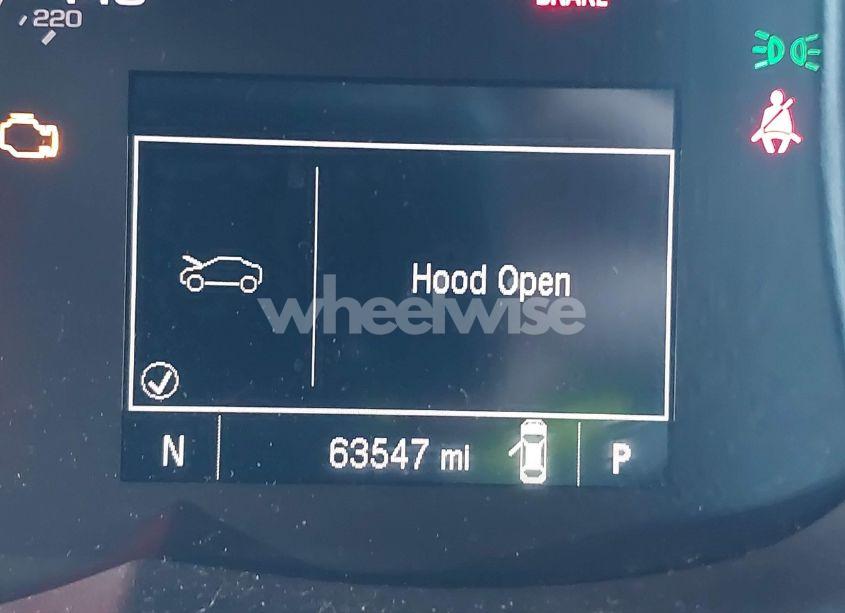 220
BRAKE
Hood Open
wheelwise
N
63547 mi
P